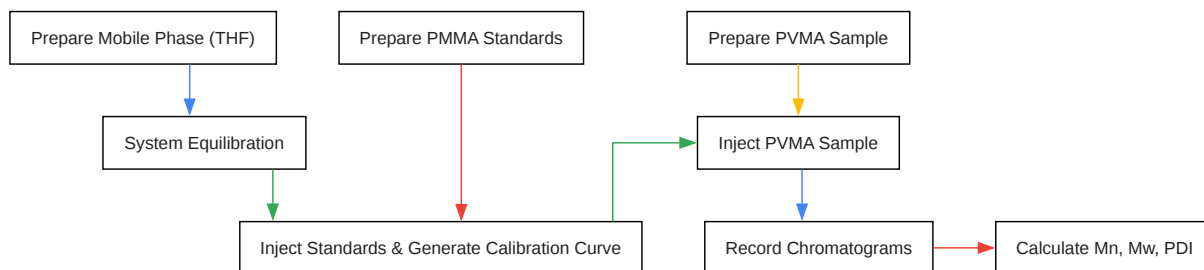 Prepare Mobile Phase (THF)
Prepare PMMA Standards
Prepare PVMA Sample
System Equilibration
Inject PVMA Sample
Inject Standards & Generate Calibration Curve
Record Chromatograms
Calculate Mn, Mw, PDI